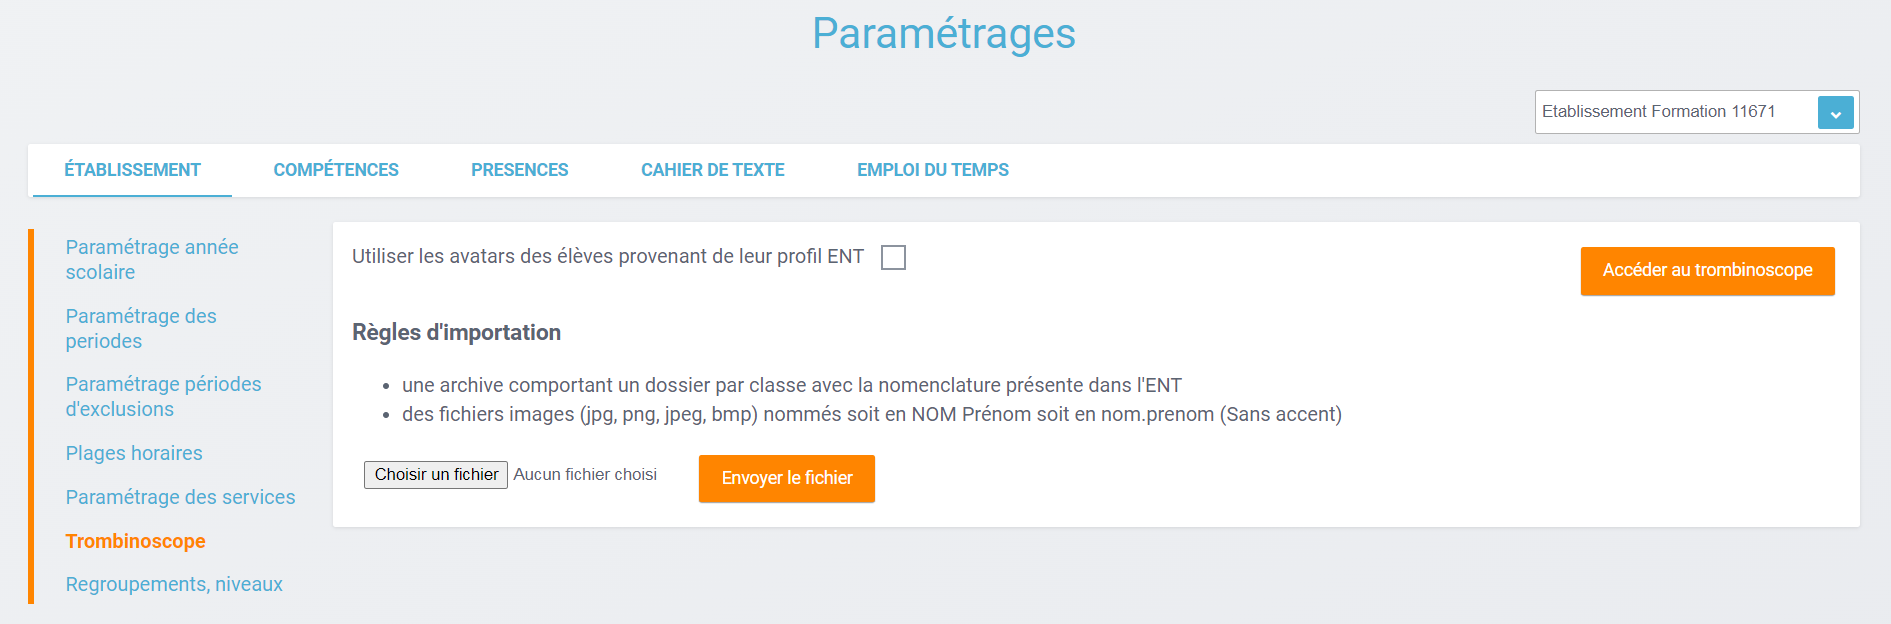 Paramétrages
Etablissement Formation 11671
ÉTABLISSEMENT COMPÉTENCES PRESENCES CAHIER DE TEXTE EMPLOI DU TEMPS
Paramétrage année
scolaire
Paramétrage des
periodes
Paramétrage périodes
d'exclusions
Plages horaires
Paramétrage des services
Trombinoscope
Regroupements, niveaux
Utiliser les avatars des élèves provenant de leur profil ENT
Accéder au trombinoscope
Règles d'importation
• une archive comportant un dossier par classe avec la nomenclature présente dans l'ENT
• des fichiers images (jpg, png, jpeg, bmp) nommés soit en NOM Prénom soit en nom.prenom (Sans accent)
Choisir un fichier Aucun fichier choisi Envoyer le fichier